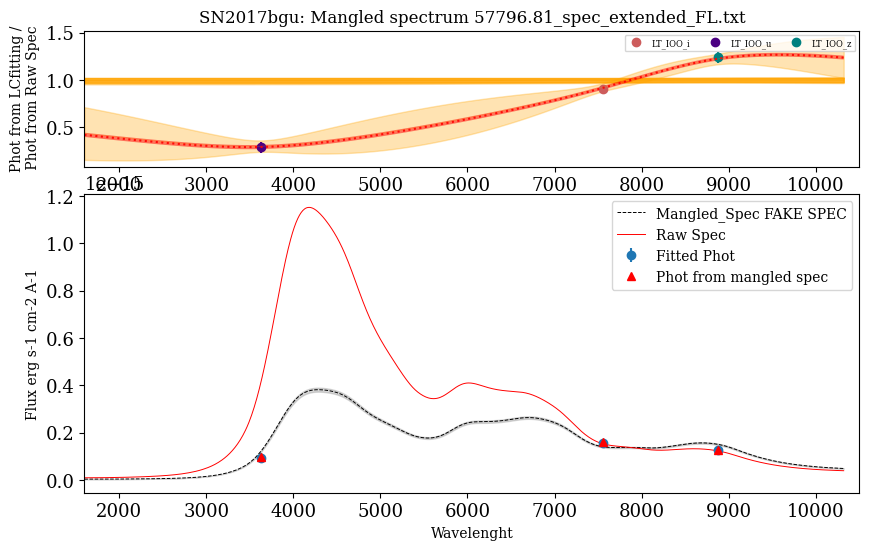 SN2017bgu: Mangled spectrum 57796.81_spec_extended_FL.txt
Phot from LCfitting /
Phot from Raw Spec
1.5
1.0
0.5
LT_IOO_i LT_IOO_u LT_IOO_z
2000 3000 4000 5000 6000 7000 8000 9000 10000
1e−15
Flux erg s-1 cm-2 A-1
1.2
1.0
0.8
0.6
0.4
0.2
0.0
Mangled_Spec FAKE SPEC
Raw Spec
Fitted Phot
Phot from mangled spec
2000 3000 4000 5000 6000 7000 8000 9000 10000
Wavelenght